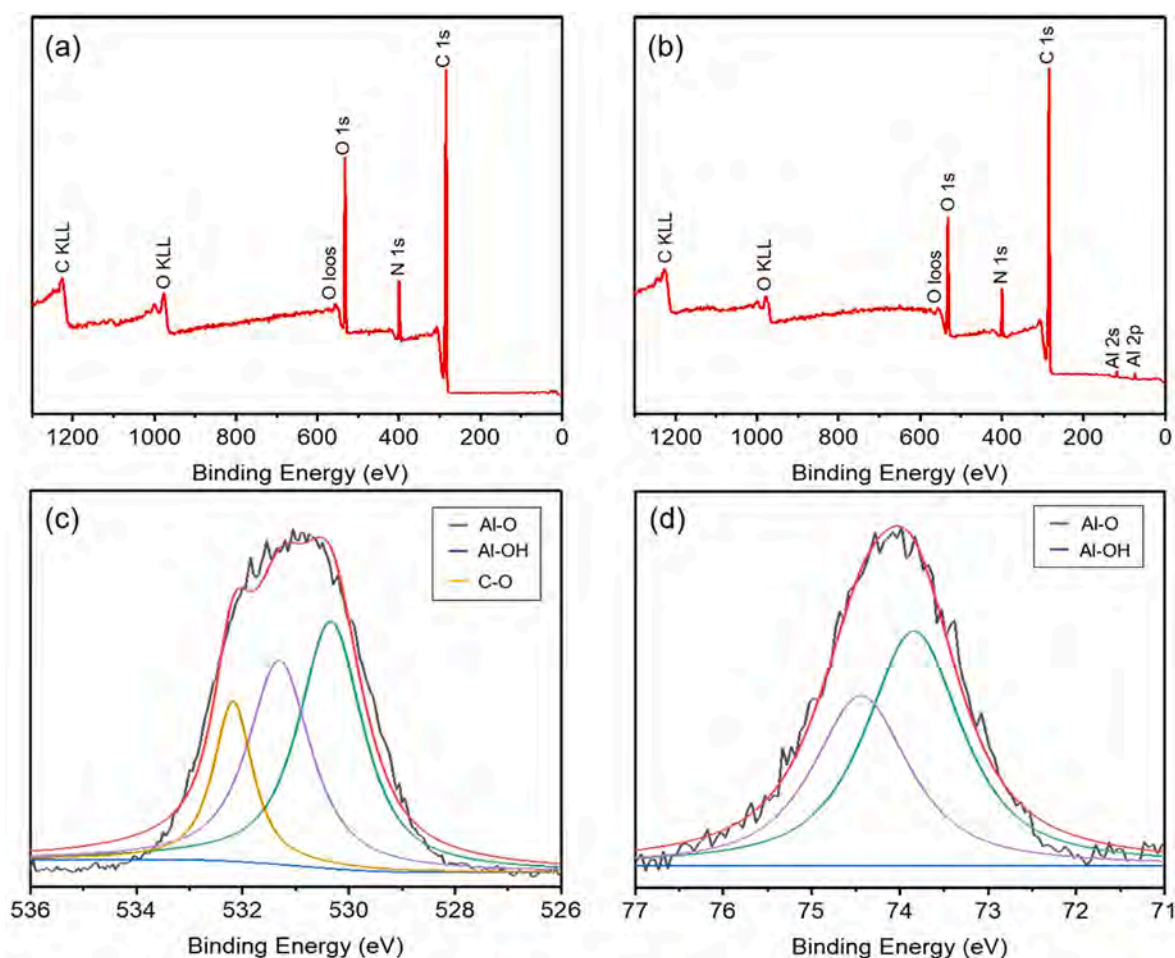 (a)
C KLL
O KLL
O loos
O 1s
N 1s
C 1s
1200 1000 800 600 400 200 0
Binding Energy (eV)
(b)
C KLL
O KLL
O loos
O 1s
N 1s
C 1s
Al 2s
Al 2p
1200 1000 800 600 400 200 0
Binding Energy (eV)
(c)
Al-O
Al-OH
C-O
536 534 532 530 528 526
Binding Energy (eV)
(d)
Al-O
Al-OH
77 76 75 74 73 72 71
Binding Energy (eV)